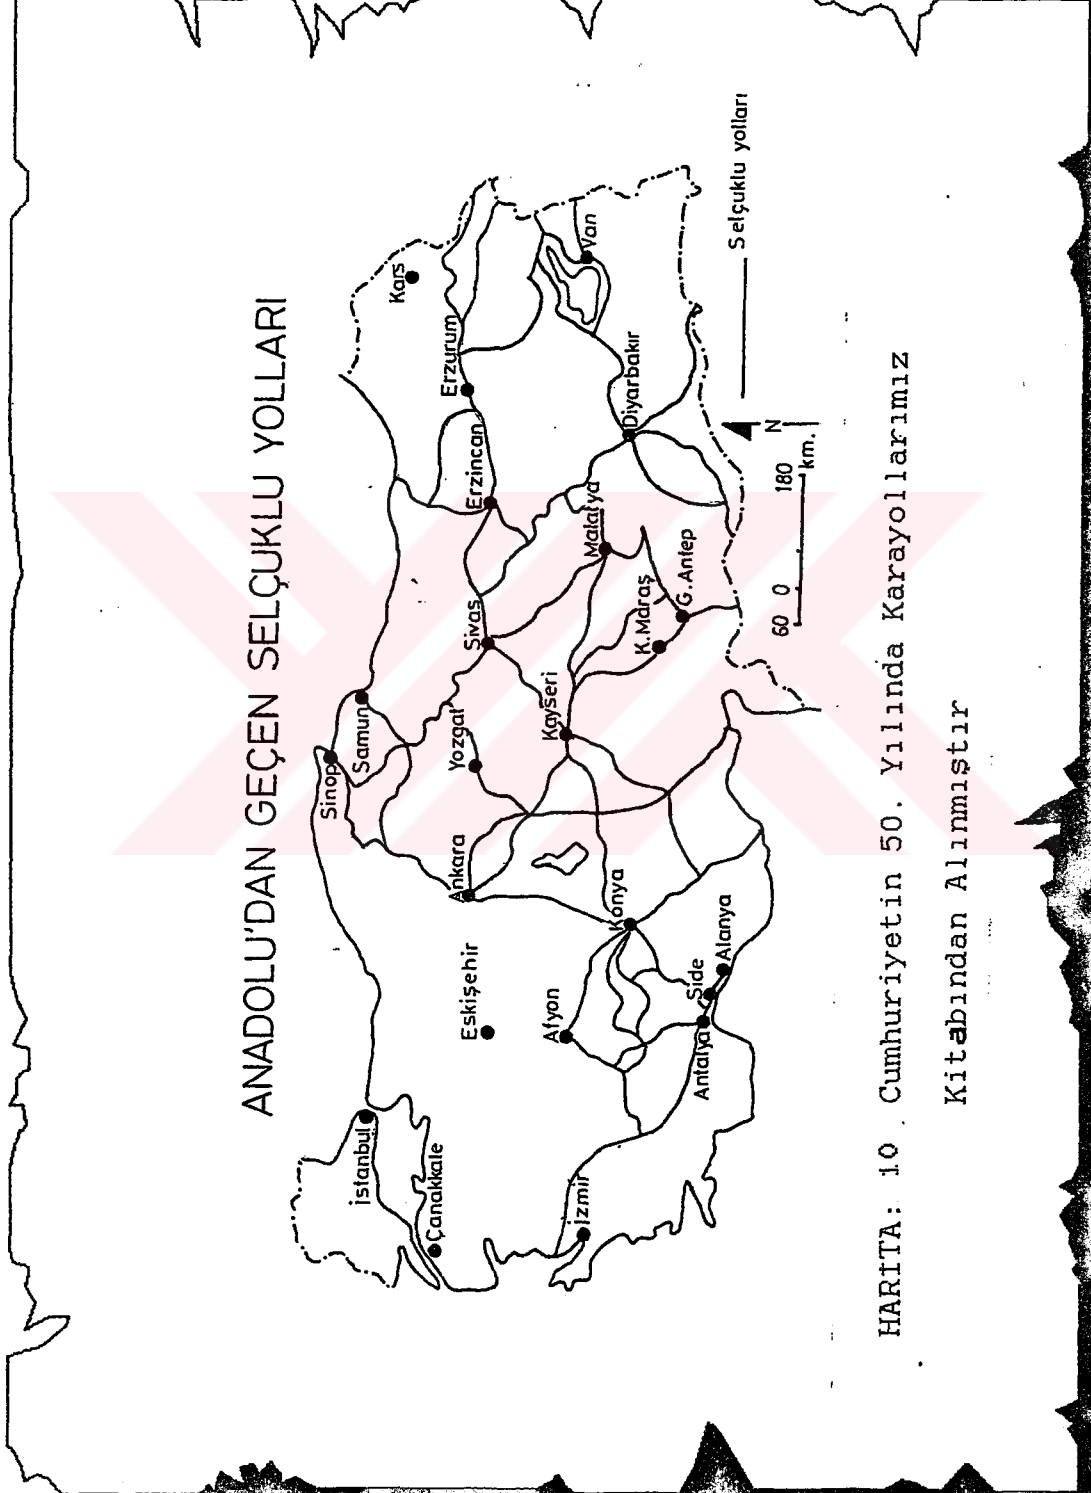 ANADOLU'DAN GEÇEN SELÇUKLU YOLLARI
Sinop
Samun
Kars
İstanbul
Çanakkale
Eskişehir
Ankara
Yozgat
Sivas
Erzincan
Erzurum
İzmir
Afyon
Konya
Kayseri
Malatya
Diyarbakır
Van
Antalya
Side
Alanya
K.Maraş
G.Antep
Selçuklu yolları
N
60 0 180
km.
HARITA: 10 . Cumhuriyetin 50. Yılında Karayollarımız
Kitabından Alınmıştır